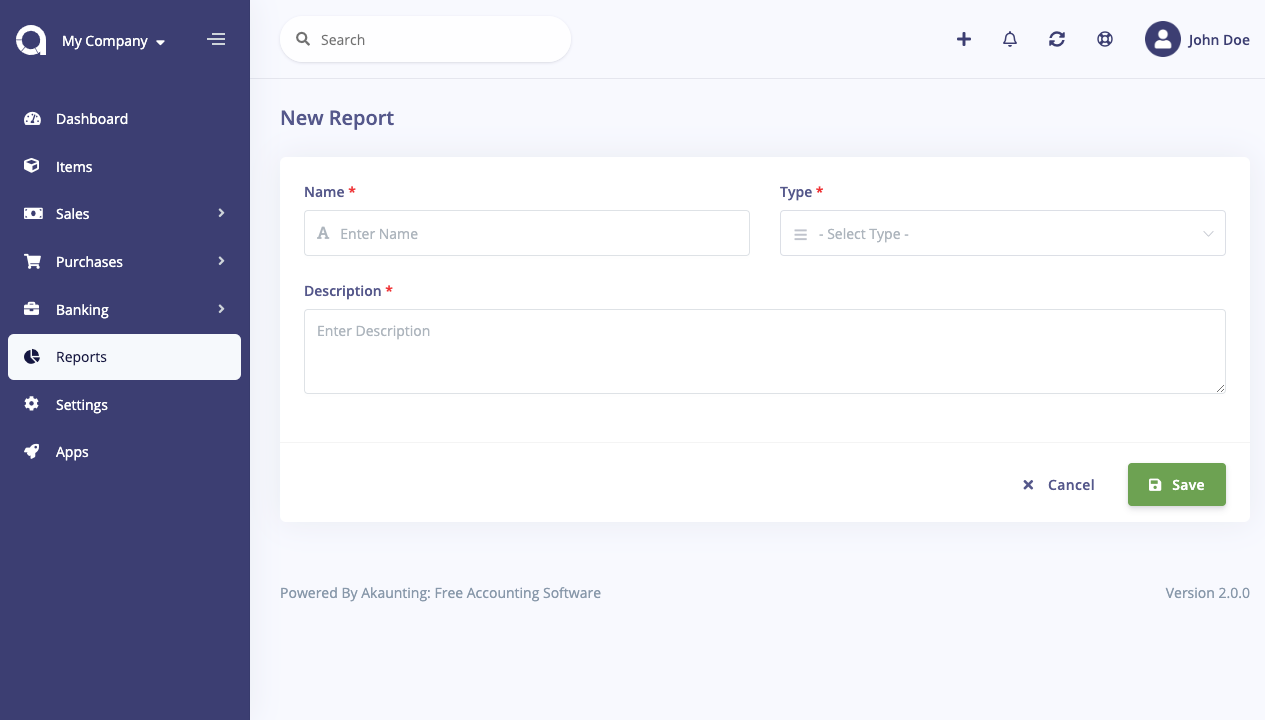 My Company
Search
John Doe
Dashboard
Items
Sales
Purchases
Banking
Reports
Settings
Apps
New Report
Name *
Type *
A Enter Name
- Select Type -
Description *
Enter Description
Cancel
Save
Powered By Akaunting: Free Accounting Software
Version 2.0.0